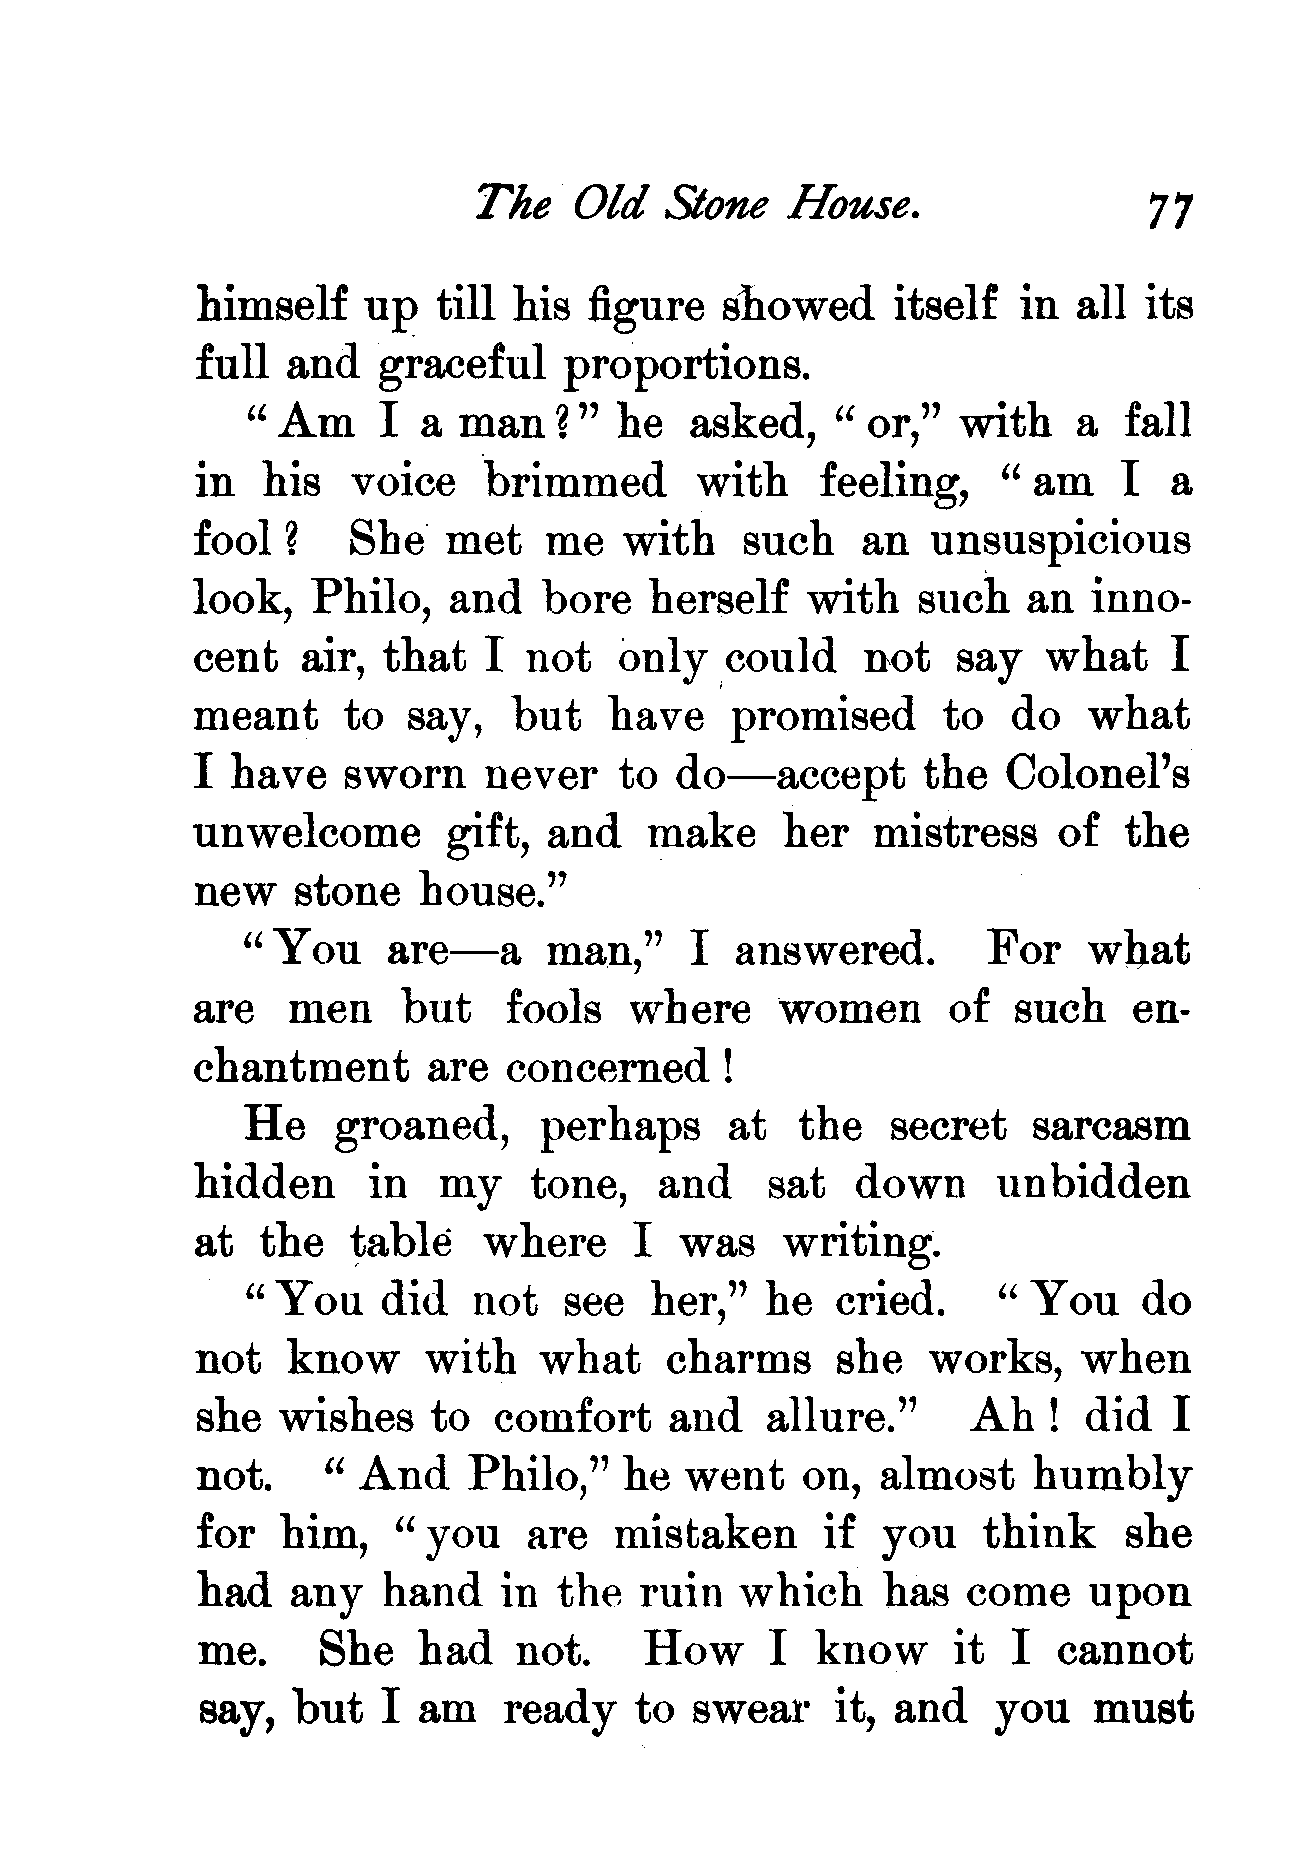 The Old Stone House. 77
himself up till his figure showed itself in all its
full and graceful proportions.
“Am I a man?” he asked, “or,” with a fall
in his voice brimmed with feeling, “am I a
fool? She met me with such an unsuspicious
look, Philo, and bore herself with such an inno-
cent air, that I not only could not say what I
meant to say, but have promised to do what
I have sworn never to do—accept the Colonel’s
unwelcome gift, and make her mistress of the
new stone house.”
“You are—a man,” I answered. For what
are men but fools where women of such en-
chantment are concerned!
He groaned, perhaps at the secret sarcasm
hidden in my tone, and sat down unbidden
at the table where I was writing.
“You did not see her,” he cried. “You do
not know with what charms she works, when
she wishes to comfort and allure.” Ah! did I
not. “And Philo,” he went on, almost humbly
for him, “you are mistaken if you think she
had any hand in the ruin which has come upon
me. She had not. How I know it I cannot
say, but I am ready to swear it, and you must